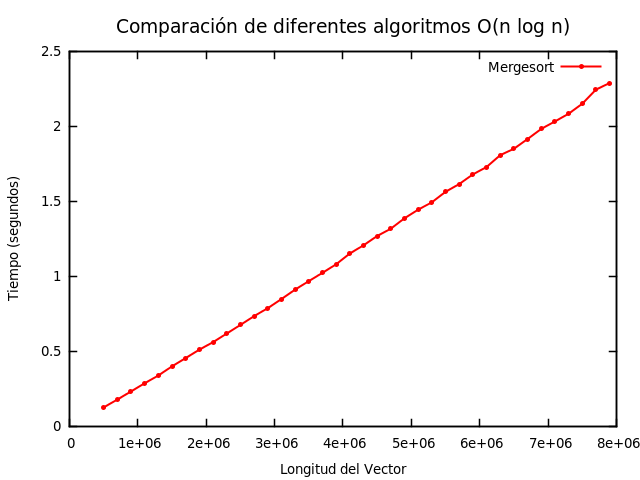 Comparación de diferentes algoritmos O(n log n)
2.5
Mergesort
2
1.5
Tiempo (segundos)
1
0.5
0
0 1e+06 2e+06 3e+06 4e+06 5e+06 6e+06 7e+06 8e+06
Longitud del Vector